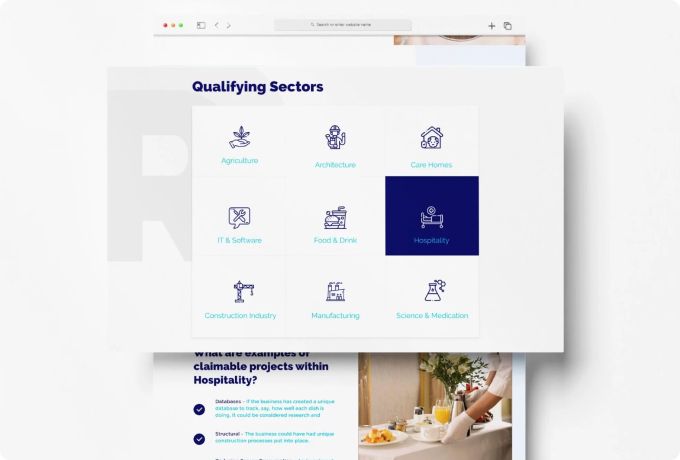 Search or enter website name
Qualifying Sectors
Agriculture
Architecture
Care Homes
IT & Software
Food & Drink
Hospitality
Construction Industry
Manufacturing
Science & Medication
What are examples of
claimable projects within
Hospitality?
Databases - If the business has created a unique
database to track, say, how well each dish is
doing, it could be considered research and
Structural - The business could have had unique
construction processes put into place.